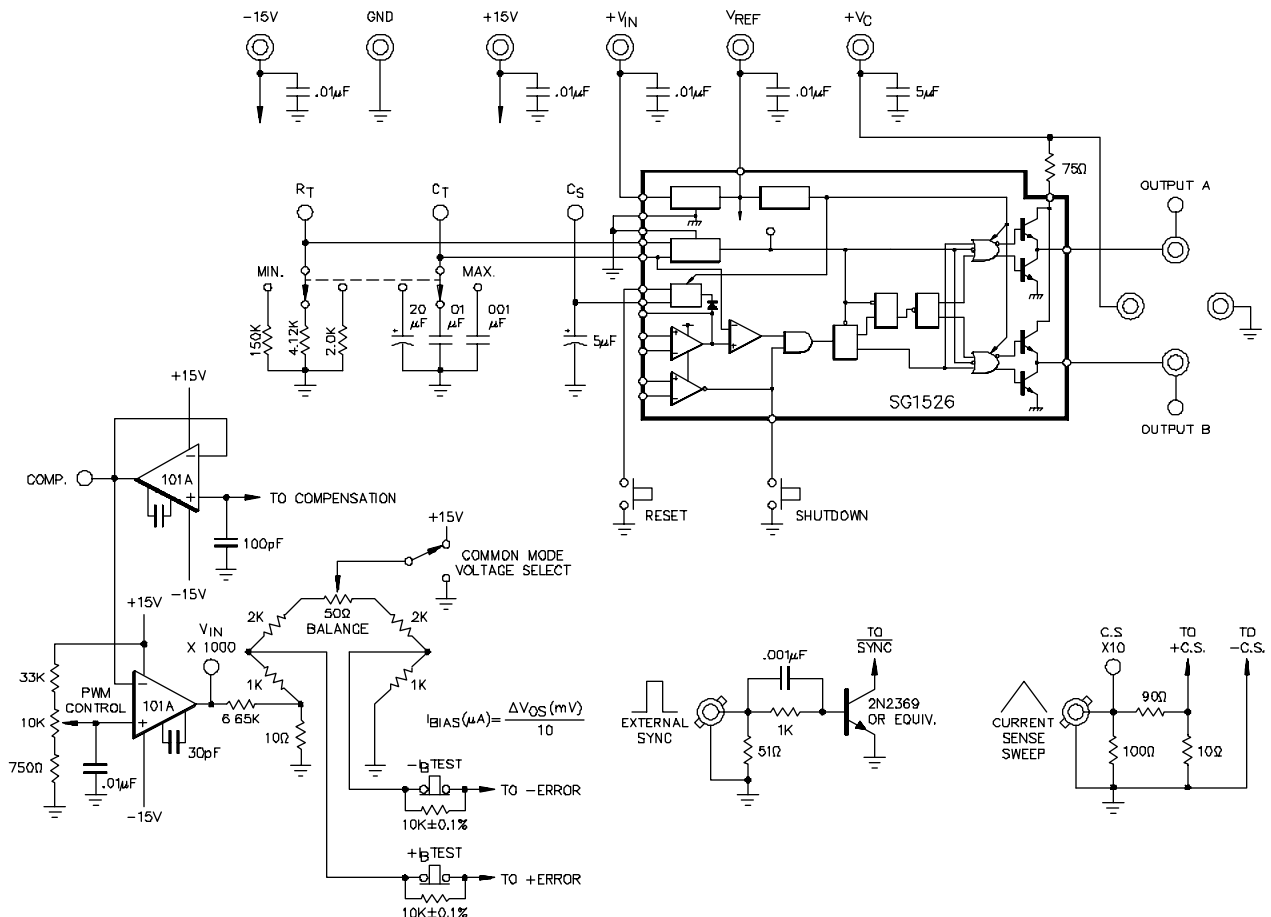 -15V
GND
+15V
+VIN
VREF
+VC
.01µF
.01µF
.01µF
.01µF
5µF
75Ω
RT
CT
CS
OUTPUT A
MIN.
MAX.
150K
4.12K
2.0K
20 µF
.01 µF
.001 µF
5µF
SG1526
OUTPUT B
+15V
COMP.
101A
TO COMPENSATION
100pF
-15V
RESET
SHUTDOWN
+15V
COMMON MODE
VOLTAGE SELECT
50Ω
BALANCE
2K
2K
1K
1K
+15V
VIN
X 1000
33K
PWM
CONTROL
10K
101A
6 65K
10Ω
750Ω
.01µF
30pF
-15V
IBIAS(µA)=ΔVOS(mV)
10
-IB TEST
TO -ERROR
10K±0.1%
+IB TEST
TO +ERROR
10K±0.1%
TO
SYNC
.001µF
EXTERNAL
SYNC
1K
51Ω
2N2369
OR EQUIV.
C.S
X10
TO
+C.S.
TO
-C.S.
90Ω
CURRENT
SENSE
SWEEP
100Ω
10Ω